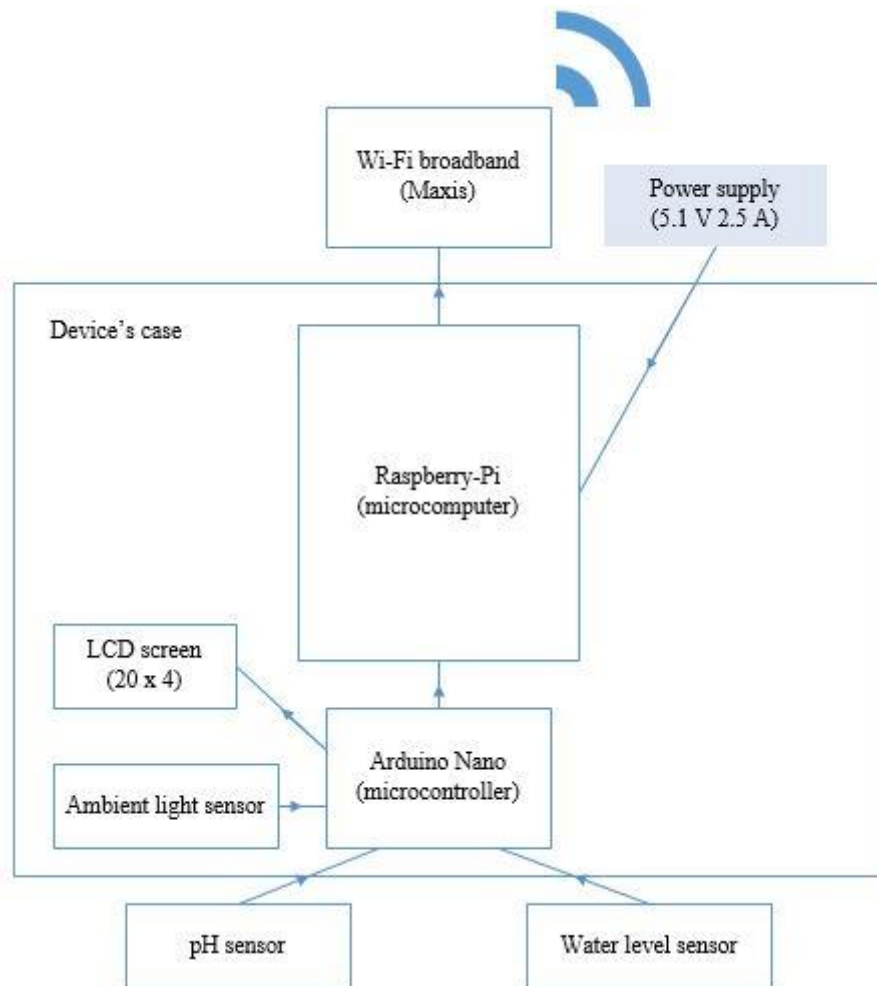 Wi-Fi broadband
(Maxis)
Power supply
(5.1 V 2.5 A)
Device’s case
Raspberry-Pi
(microcomputer)
LCD screen
(20 x 4)
Arduino Nano
(microcontroller)
Ambient light sensor
pH sensor
Water level sensor